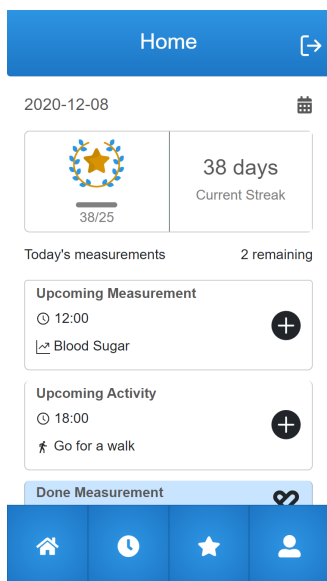 Home
2020-12-08
38/25
38 days
Current Streak
Today's measurements 2 remaining
Upcoming Measurement
12:00
Blood Sugar
Upcoming Activity
18:00
Go for a walk
Done Measurement